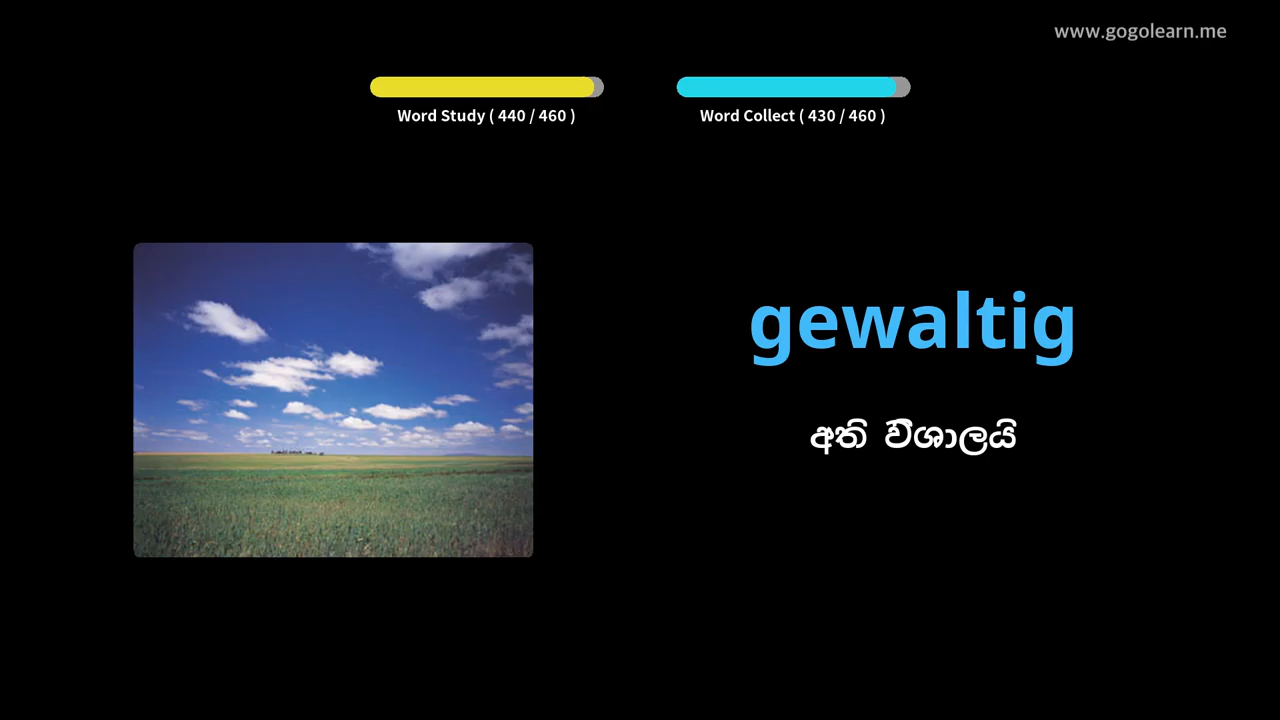 www.gogolearn.me
Word Study ( 440 / 460 )
Word Collect ( 430 / 460 )
gewaltig
අති විශාලයි